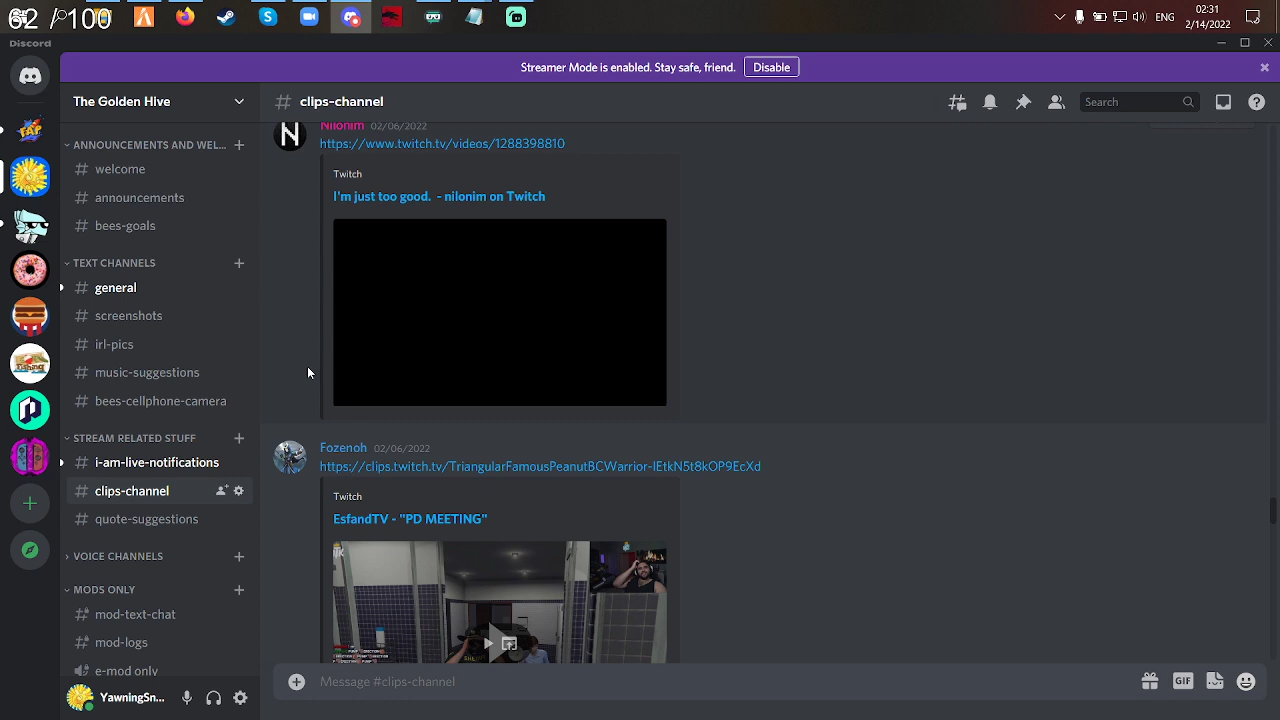 62 / 100
ENG
02:31
2/14/2022
Discord
Streamer Mode is enabled. Stay safe, friend.
Disable
The Golden Hive
# clips-channel
Search
ANNOUNCEMENTS AND WEL...
# welcome
# announcements
# bees-goals
TEXT CHANNELS
# general
# screenshots
# irl-pics
# music-suggestions
# bees-cellphone-camera
STREAM RELATED STUFF
# i-am-live-notifications
# clips-channel
# quote-suggestions
VOICE CHANNELS
MODS ONLY
# mod-text-chat
# mod-logs
e-mod only
YawningSn...
Nilonim 02/06/2022
https://www.twitch.tv/videos/1288398810
Twitch
I'm just too good. - nilonim on Twitch
Fozenoh 02/06/2022
https://clips.twitch.tv/TriangularFamousPeanutBCWarrior-IEtkN5t8kOP9EcXd
Twitch
EsfandTV - "PD MEETING"
Message #clips-channel
GIF